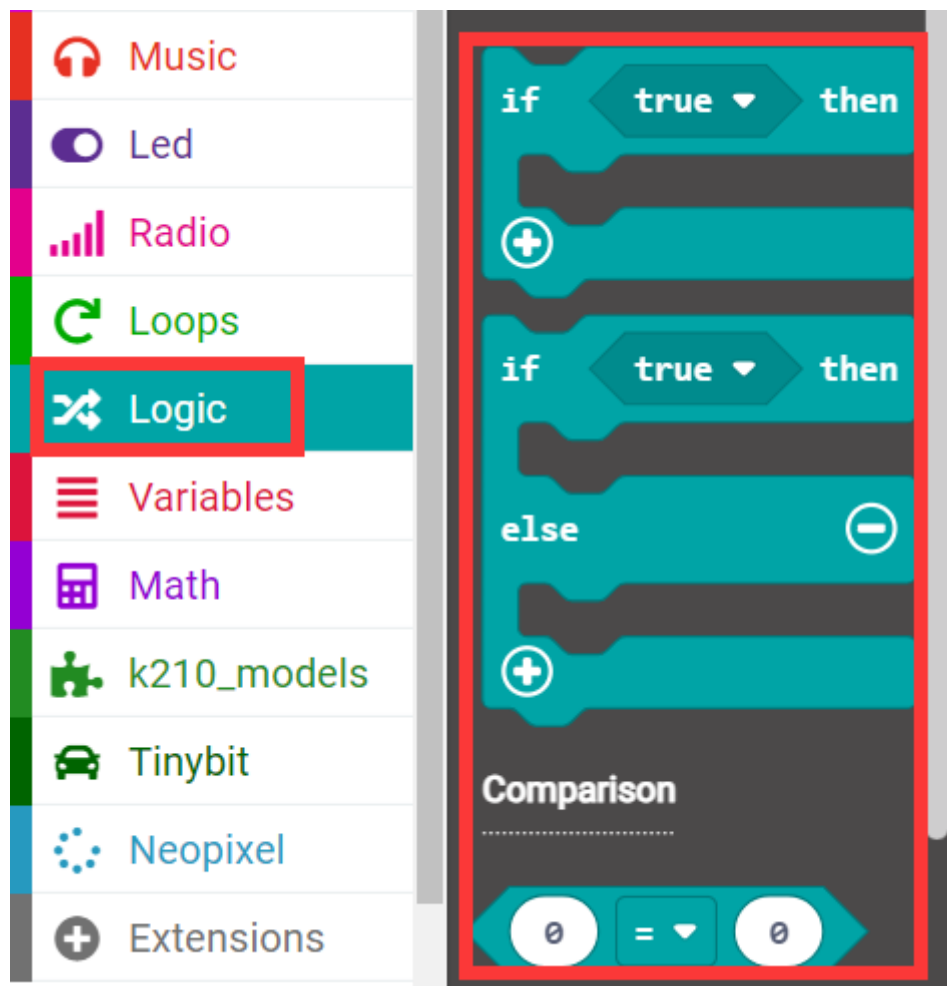 Music
Led
Radio
Loops
Logic
Variables
Math
k210_models
Tinybit
Neopixel
Extensions
if true then
if true then
else
Comparison
0 = 0